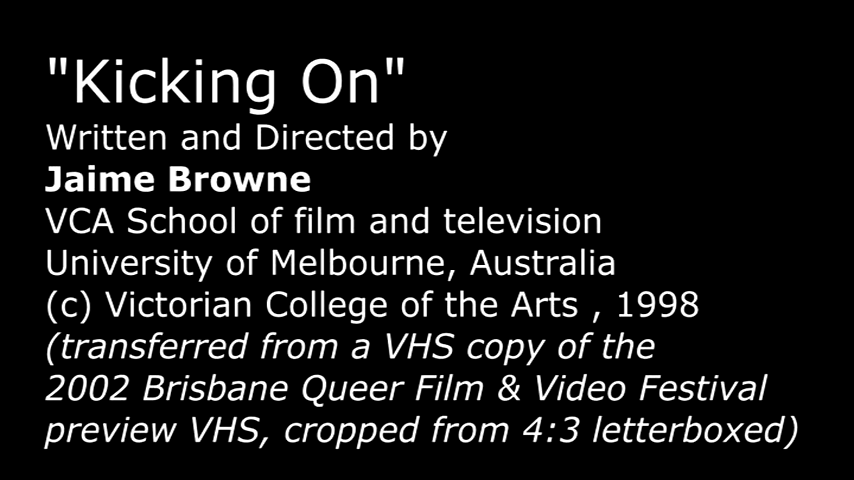 "Kicking On"
Written and Directed by
Jaime Browne
VCA School of film and television
University of Melbourne, Australia
(c) Victorian College of the Arts , 1998
(transferred from a VHS copy of the
2002 Brisbane Queer Film & Video Festival
preview VHS, cropped from 4:3 letterboxed)